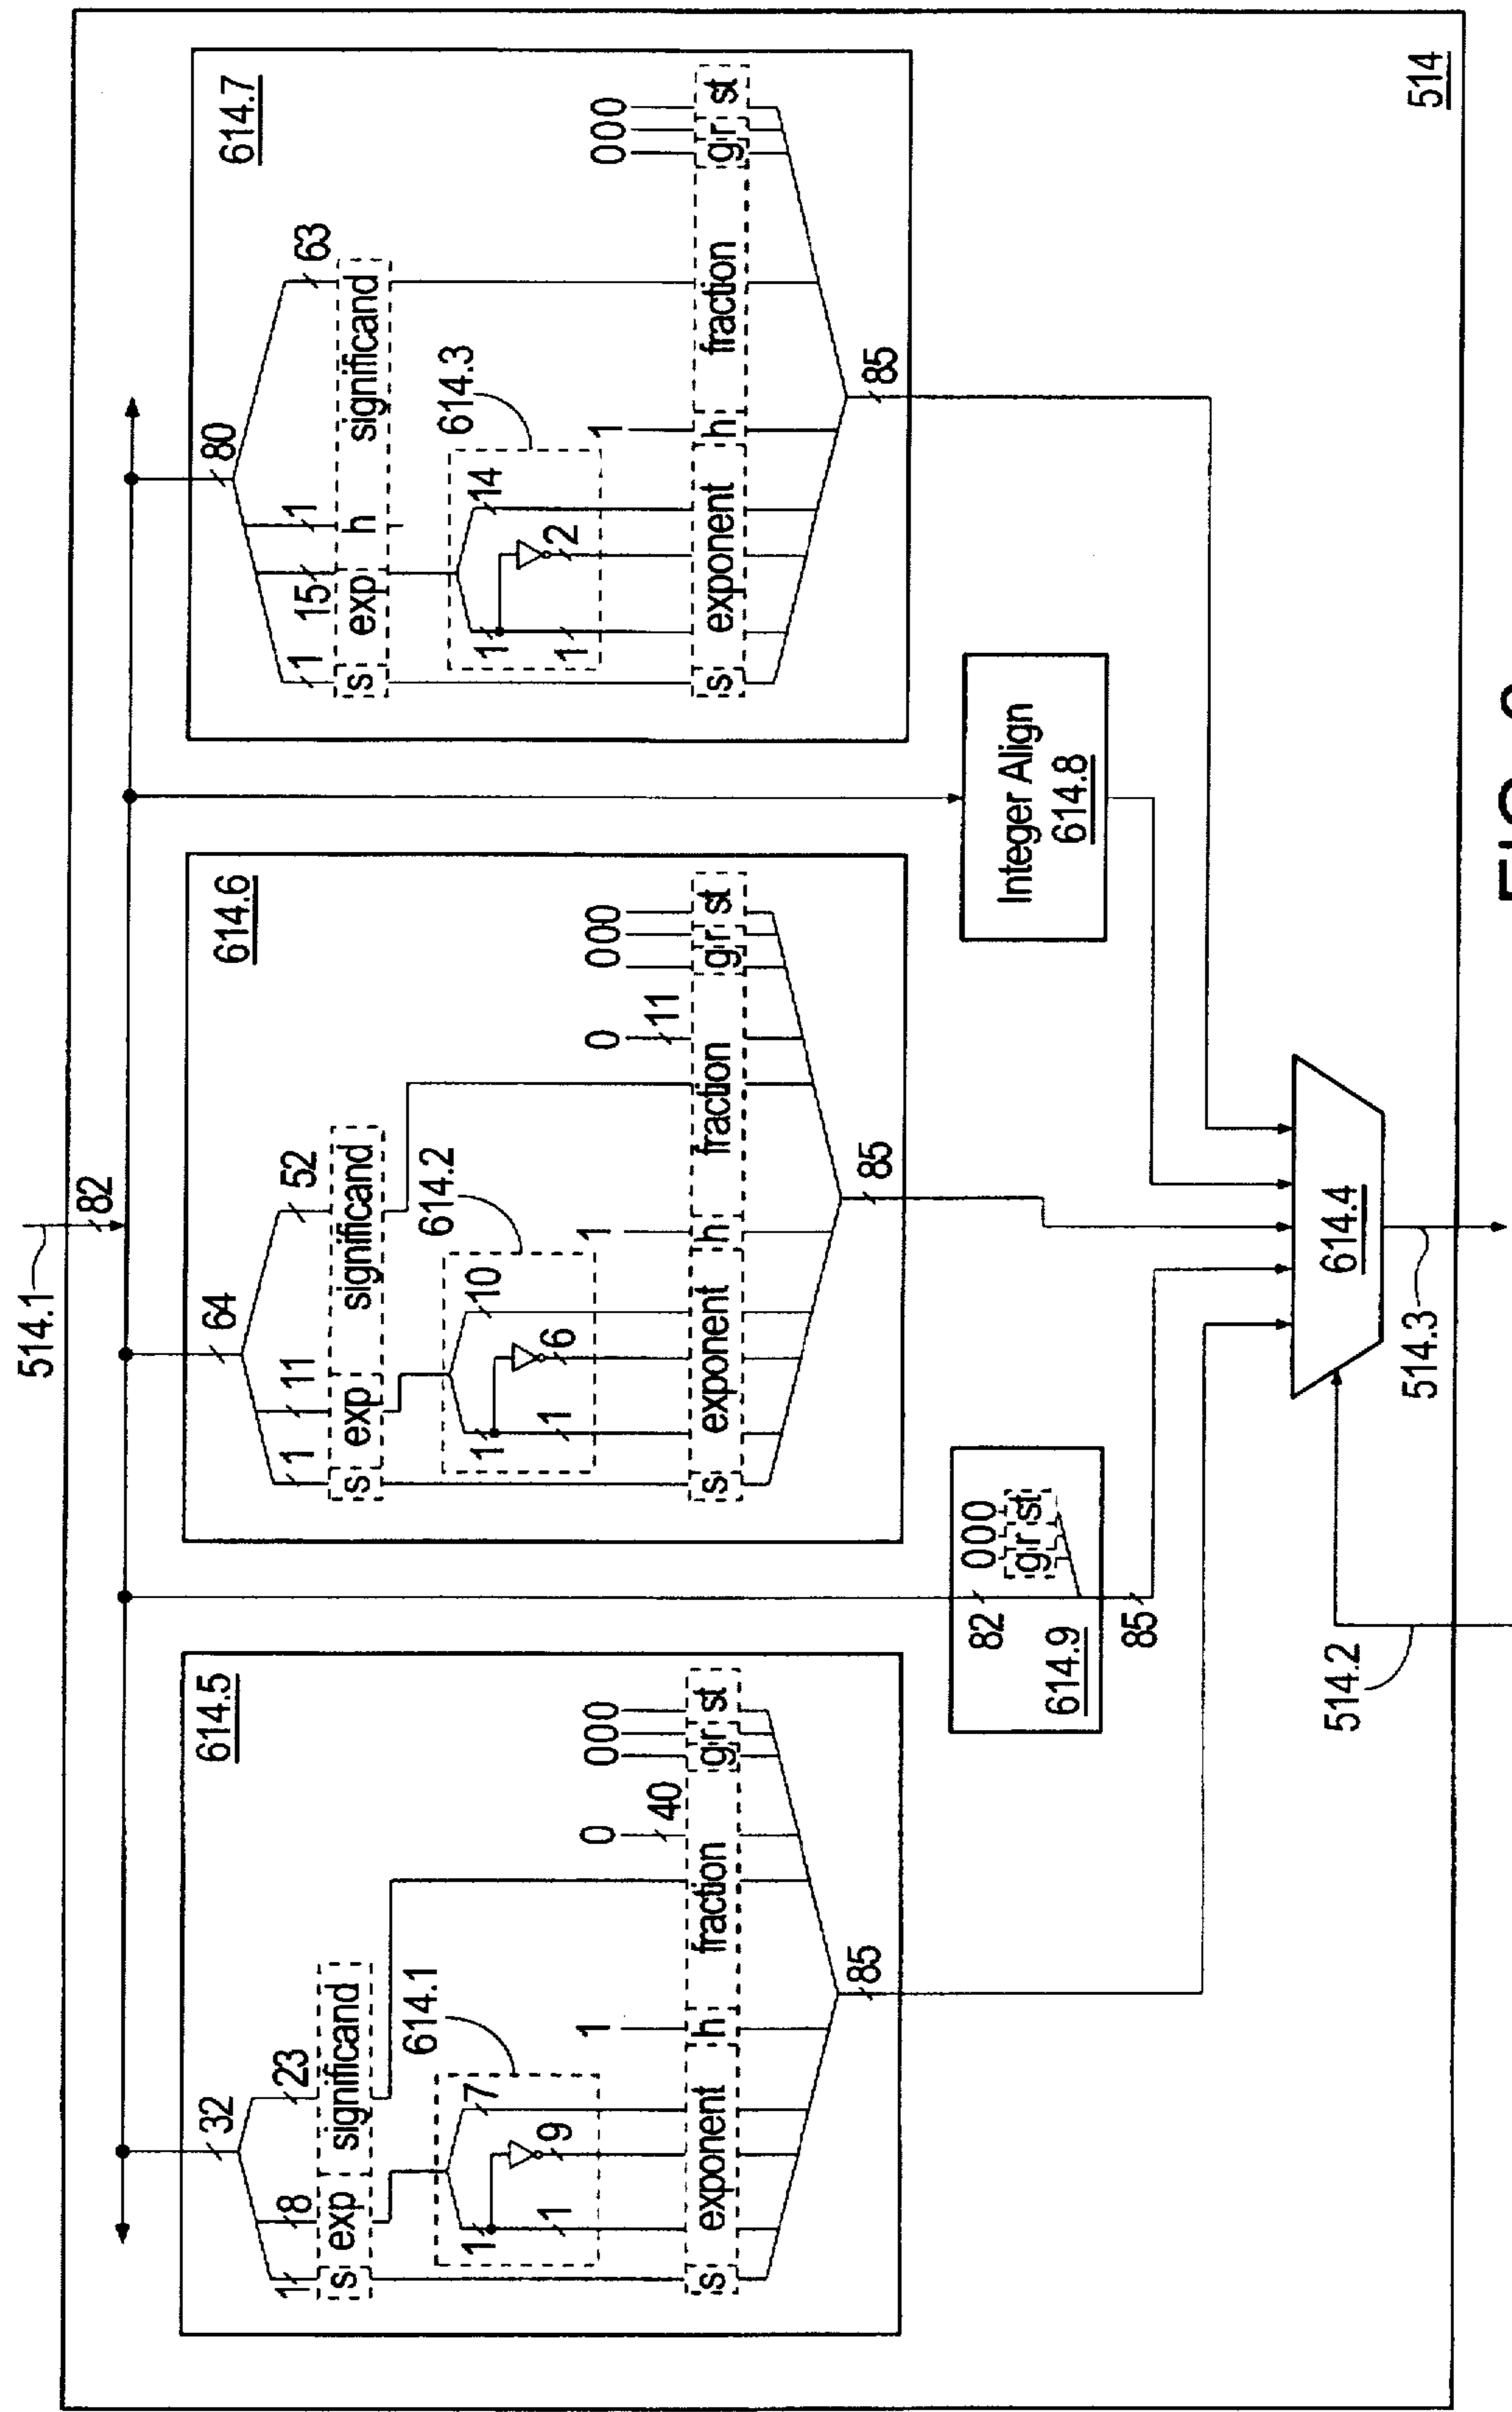 514.1
82
614.5
32
1
8
23
s
exp
significand
614.1
1
7
9
1
1
0
40
000
s
exponent
h
fraction
g
r
st
85
614.6
64
1
11
52
s
exp
significand
614.2
1
10
6
1
1
0
11
000
s
exponent
h
fraction
g
r
st
85
614.7
80
1
15
1
63
s
exp
h
significand
614.3
1
14
2
1
1
000
s
exponent
h
fraction
g
r
st
85
82
000
g
r
st
614.9
85
Integer Align
614.8
614.4
514.2
514.3
514